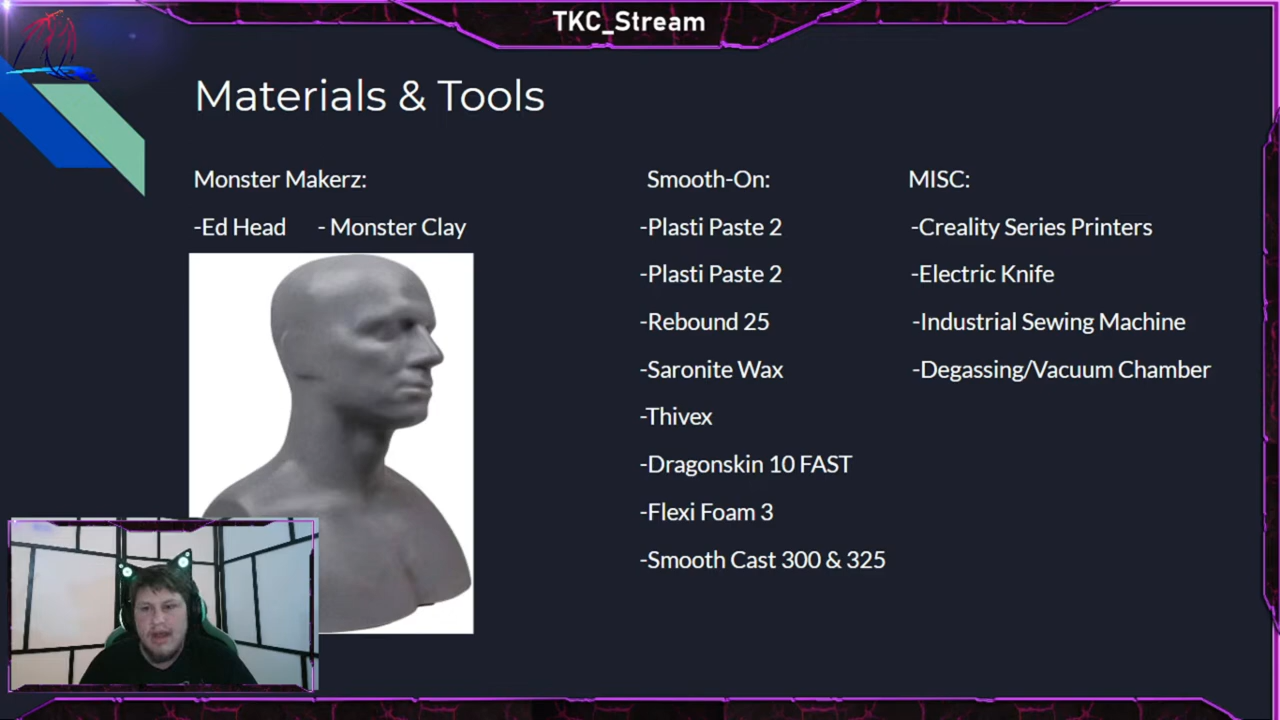 TKC_Stream
Materials & Tools
Monster Makerz:
-Ed Head - Monster Clay
Smooth-On:
-Plasti Paste 2
-Plasti Paste 2
-Rebound 25
-Saronite Wax
-Thivex
-Dragonskin 10 FAST
-Flexi Foam 3
-Smooth Cast 300 & 325
MISC:
-Creality Series Printers
-Electric Knife
-Industrial Sewing Machine
-Degassing/Vacuum Chamber